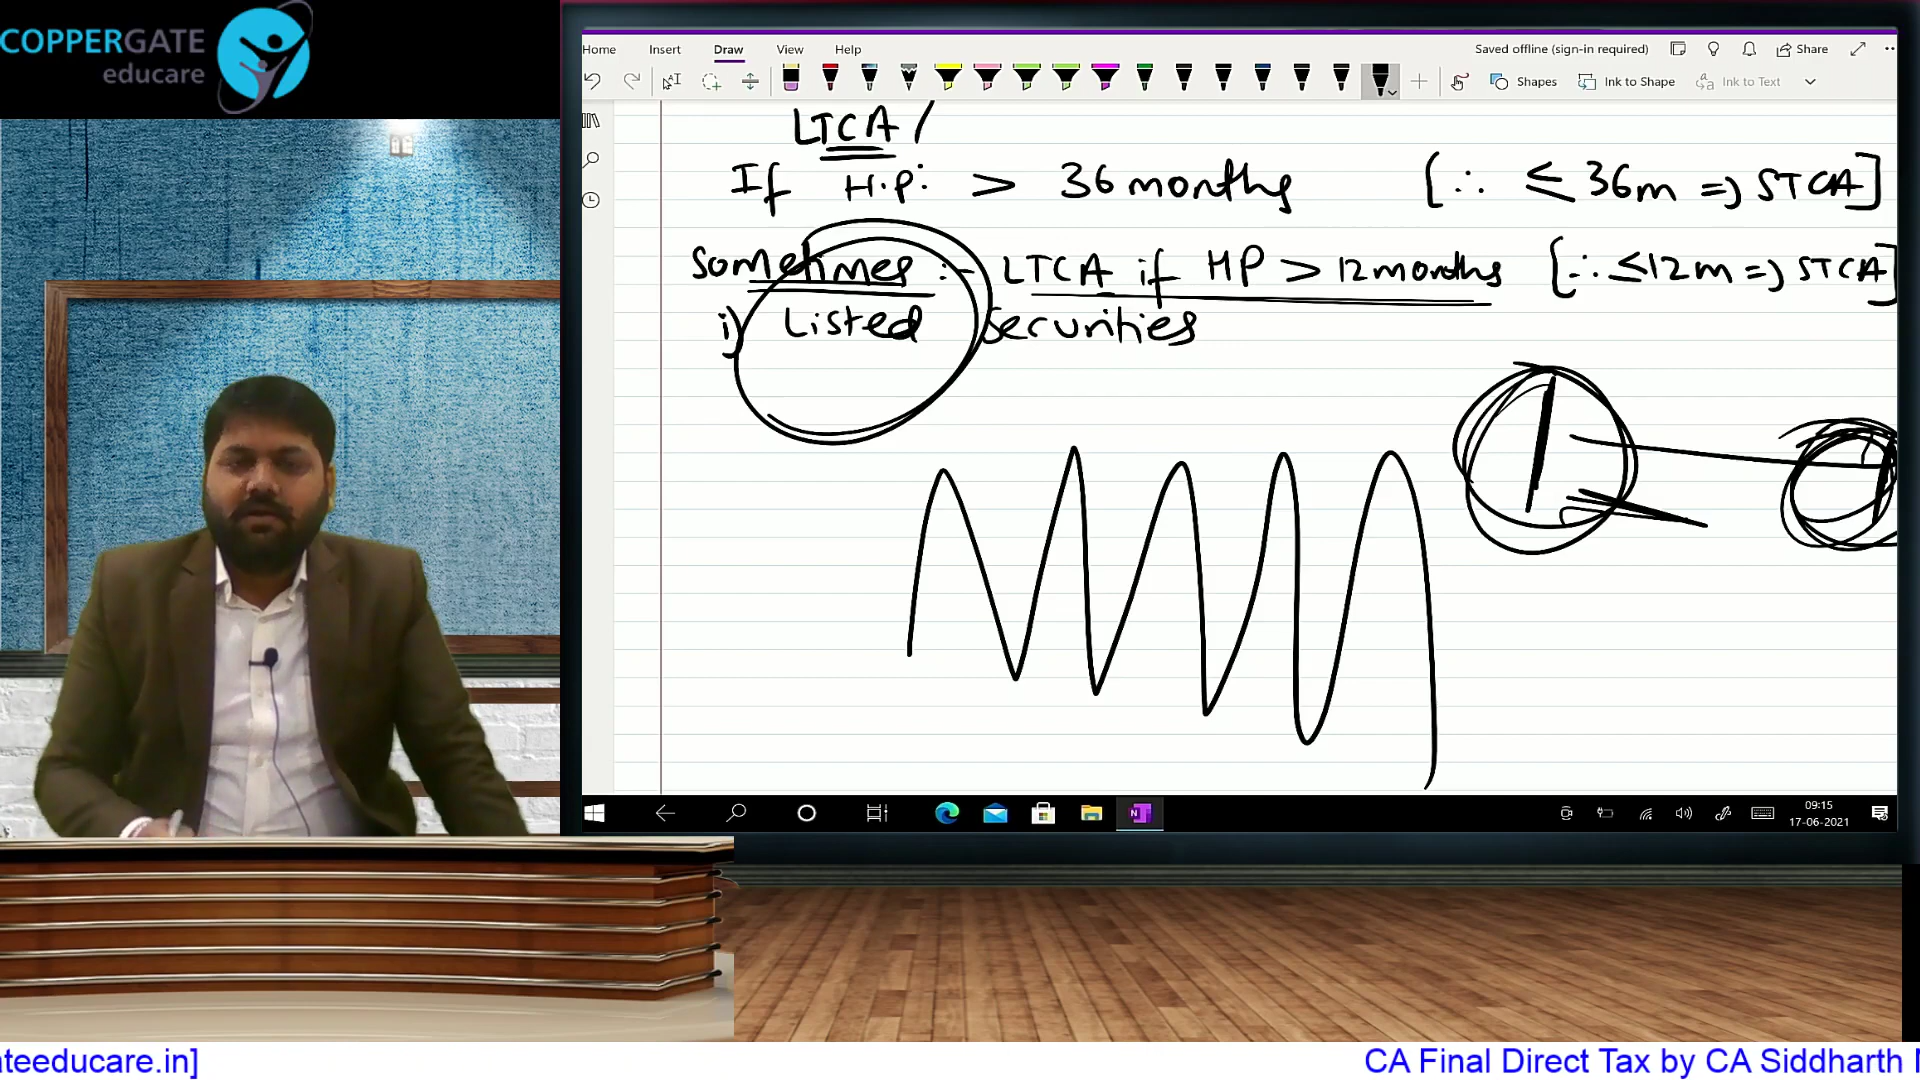 COPPERGATE
educare
Home Insert Draw View Help Saved offline (sign-in required) Share
Shapes Ink to Shape Ink to Text
LTCA /
If H.P. > 36 months [∴ ≤ 36m => STCA]
Sometimes :- LTCA if HP > 12 months [∴ ≤12m => STCA]
i) Listed Securities
09:15
17-06-2021
ateeducare.in] CA Final Direct Tax by CA Siddharth